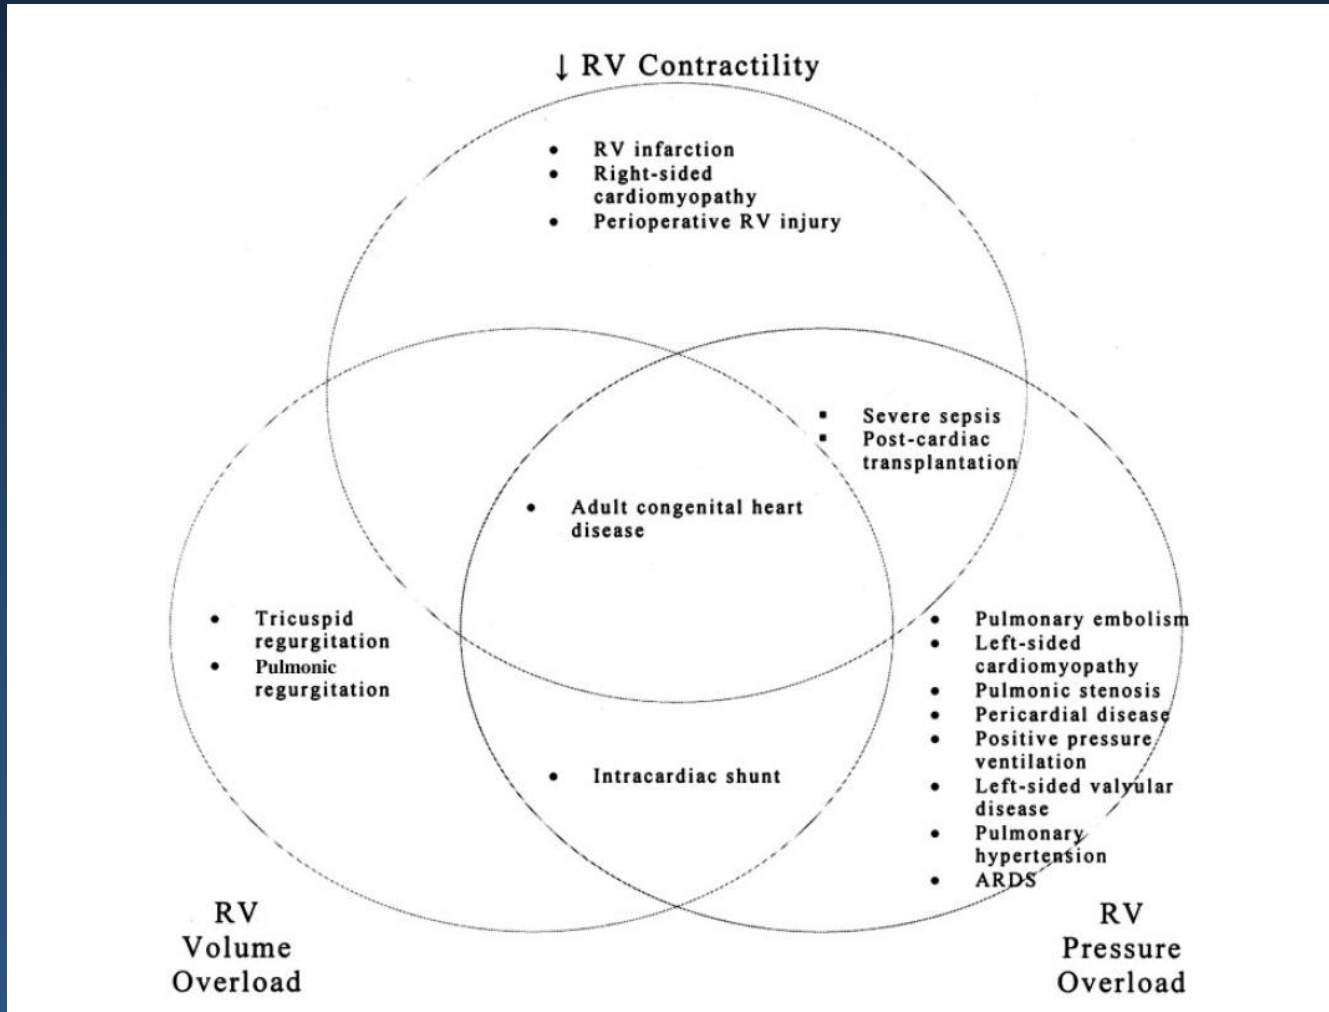 ↓ RV Contractility
• RV infarction
• Right-sided
cardiomyopathy
• Perioperative RV injury
▪ Severe sepsis
▪ Post-cardiac
transplantation
• Adult congenital heart
disease
• Tricuspid
regurgitation
• Pulmonic
regurgitation
• Pulmonary embolism
• Left-sided
cardiomyopathy
• Pulmonic stenosis
• Pericardial disease
• Positive pressure
ventilation
• Left-sided valvular
disease
• Pulmonary
hypertension
• ARDS
• Intracardiac shunt
RV
Volume
Overload
RV
Pressure
Overload